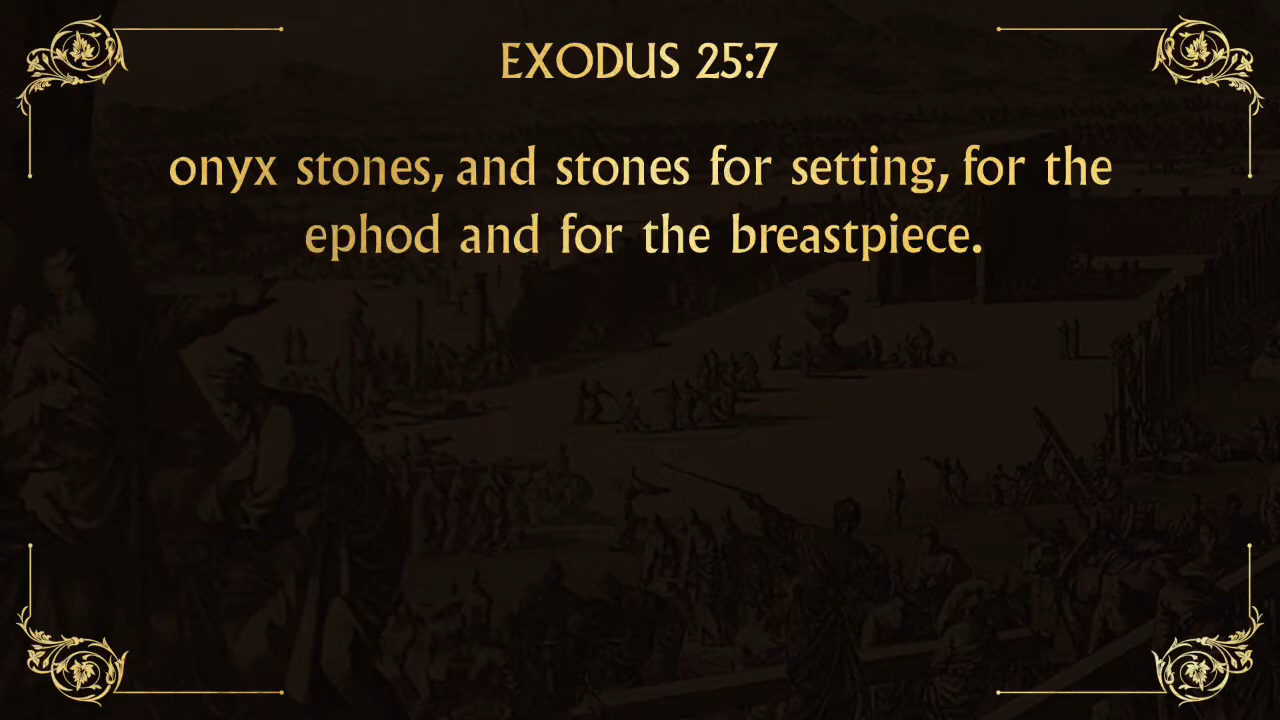 EXODUS 25:7
onyx stones, and stones for setting, for the
ephod and for the breastpiece.